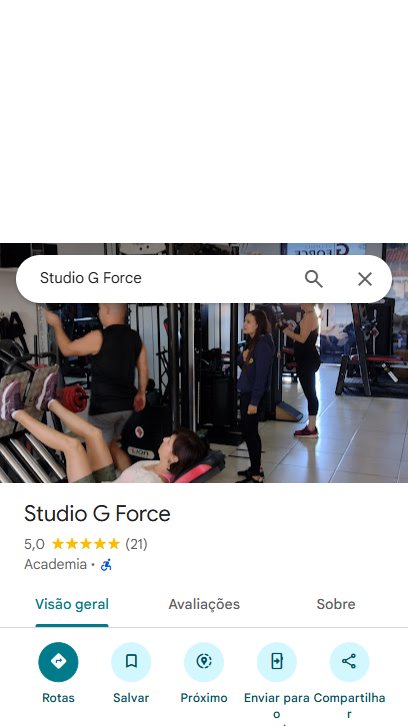 Studio G Force
Studio G Force
5,0 (21)
Academia ·
Visão geral Avaliações Sobre
Rotas Salvar Próximo Enviar para o Compartilhar